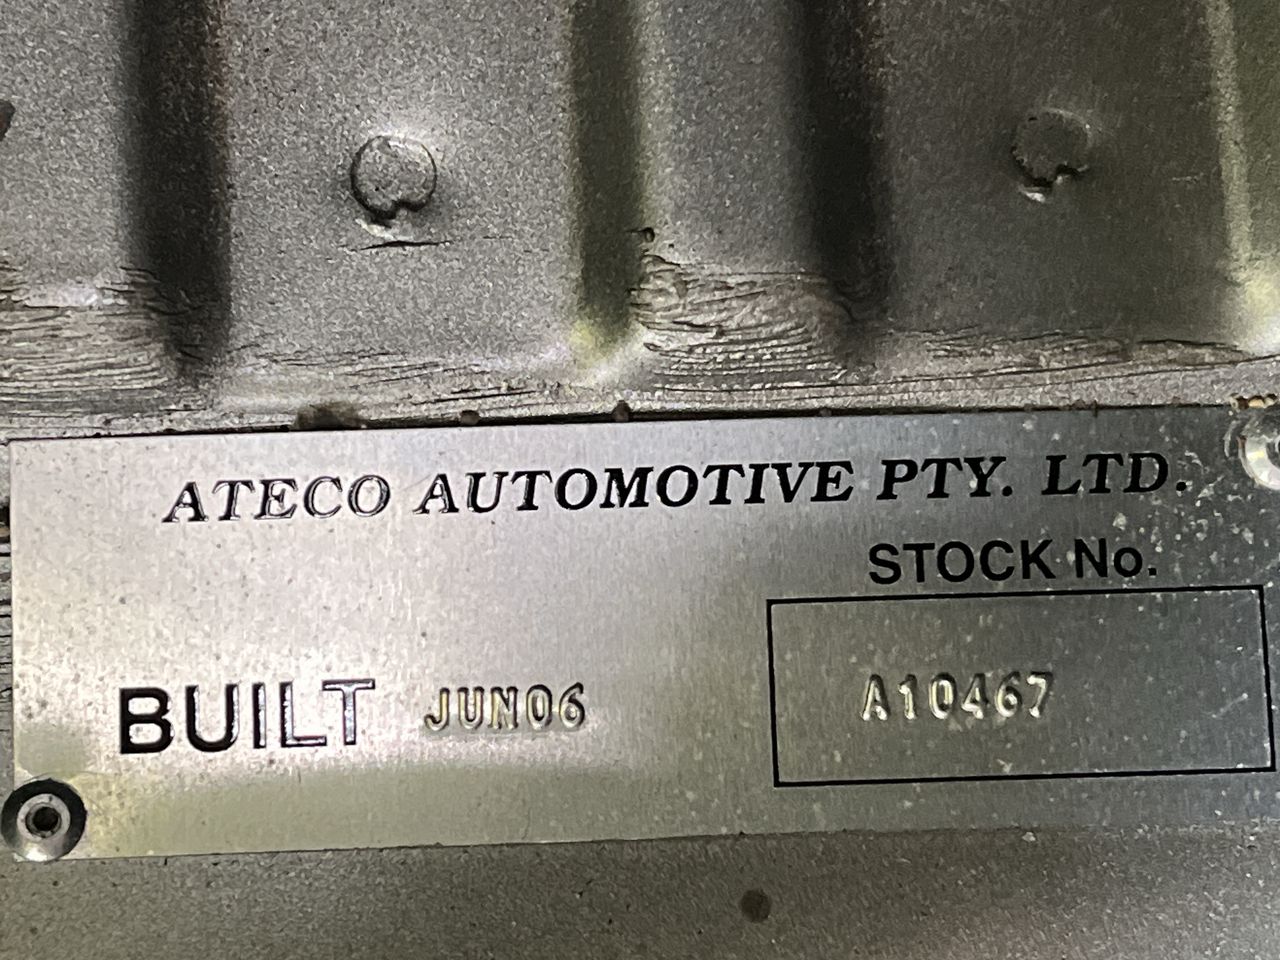 ATECO AUTOMOTIVE PTY. LTD.
STOCK No.
BUILT JUN06
A10467